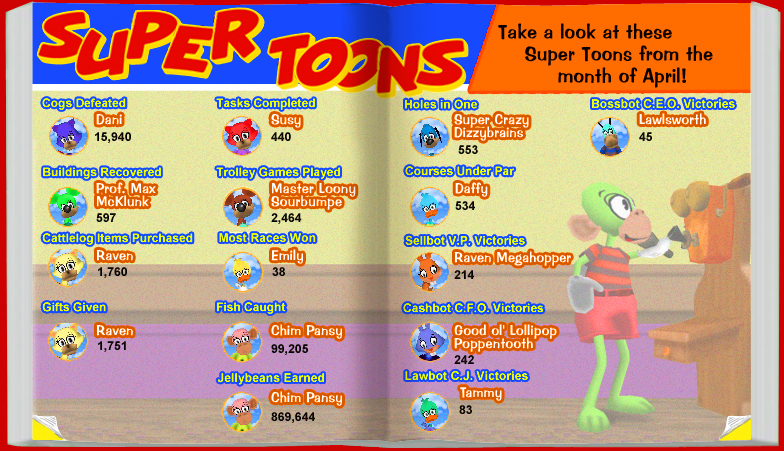 SUPER TOONS
Take a look at these
Super Toons from the
month of April!
Cogs Defeated
Dani
15,940
Buildings Recovered
Prof. Max
McKlunk
597
Cattlelog Items Purchased
Raven
1,760
Gifts Given
Raven
1,751
Tasks Completed
Susy
440
Trolley Games Played
Master Loony
Sourbumpe
2,464
Most Races Won
Emily
38
Fish Caught
Chim Pansy
99,205
Jellybeans Earned
Chim Pansy
869,644
Holes in One
Super Crazy
Dizzybrains
553
Courses Under Par
Daffy
534
Sellbot V.P. Victories
Raven Megahopper
214
Cashbot C.F.O. Victories
Good ol' Lollipop
Poppentooth
242
Lawbot C.J. Victories
Tammy
83
Bossbot C.E.O. Victories
Lawlsworth
45